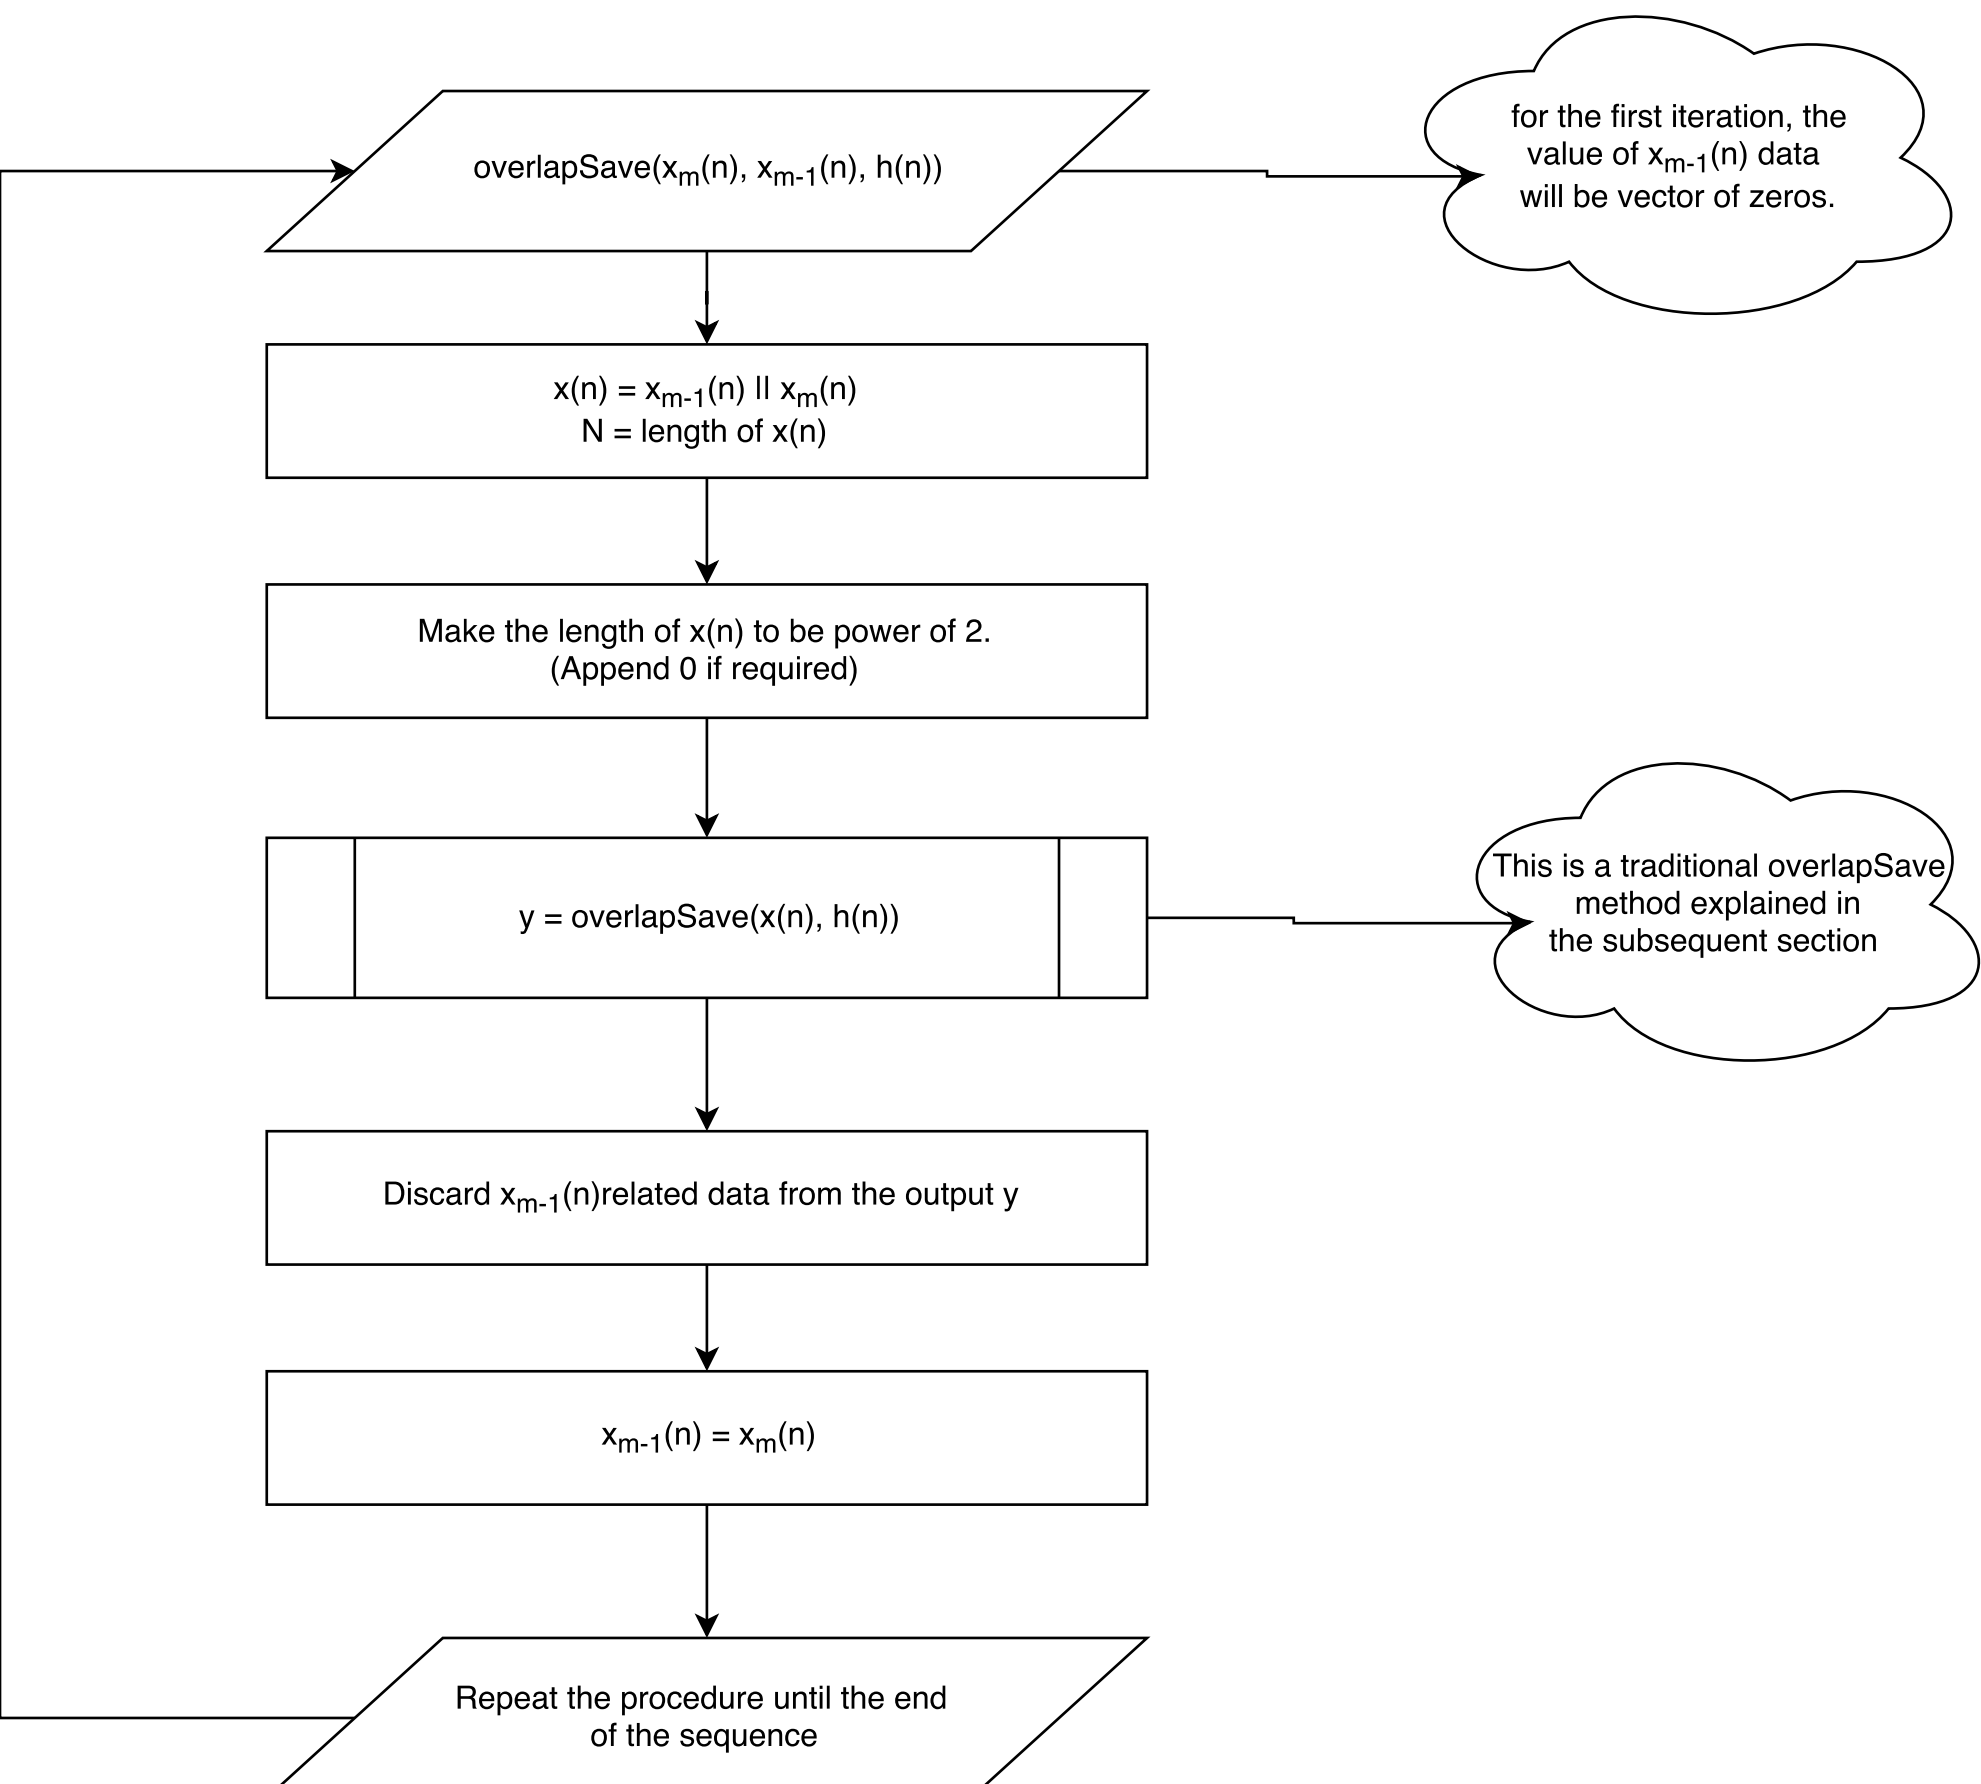 overlapSave(xm(n), xm-1(n), h(n))
for the first iteration, the
value of xm-1(n) data
will be vector of zeros.
x(n) = xm-1(n) || xm(n)
N = length of x(n)
Make the length of x(n) to be power of 2.
(Append 0 if required)
y = overlapSave(x(n), h(n))
This is a traditional overlapSave
method explained in
the subsequent section
Discard xm-1(n)related data from the output y
xm-1(n) = xm(n)
Repeat the procedure until the end
of the sequence